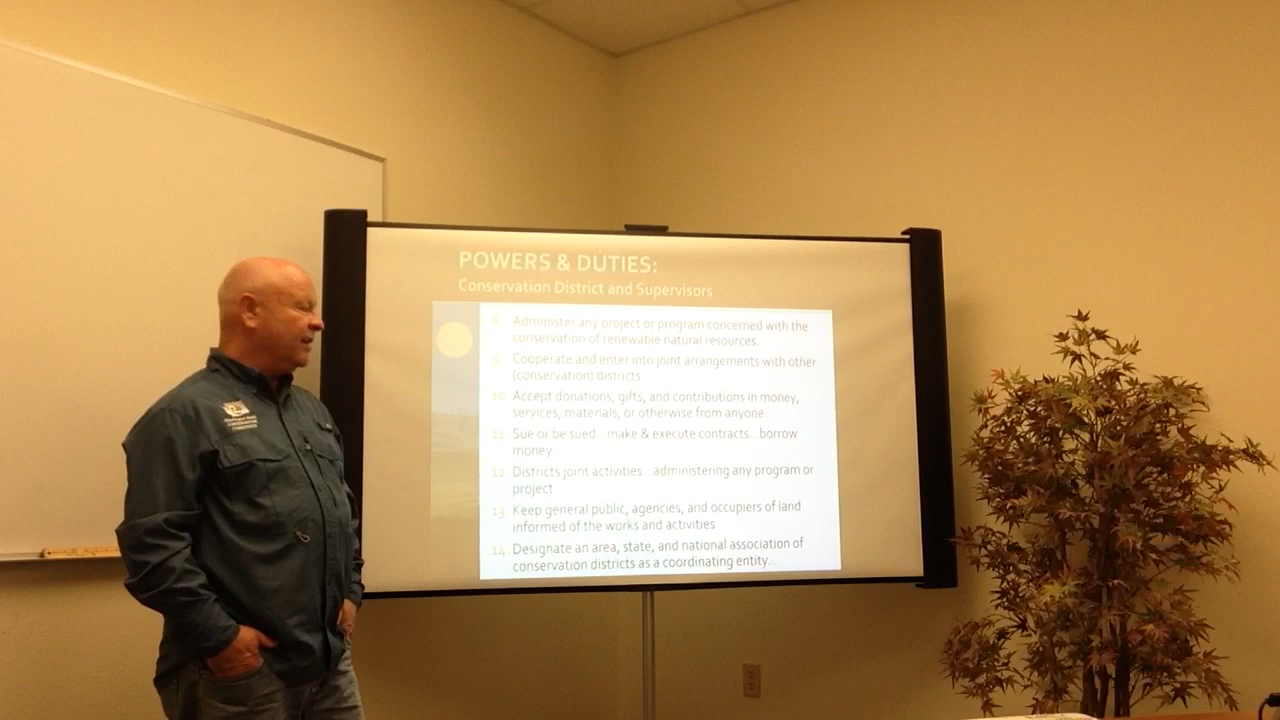 POWERS & DUTIES:
Conservation District and Supervisors
8. Administer any project or program concerned with the
conservation of renewable natural resources.
9. Cooperate and enter into joint arrangements with other
(conservation) districts
10. Accept donations, gifts, and contributions in money,
services, materials, or otherwise from anyone.
11. Sue or be sued...make & execute contracts...borrow
money...
12. Districts joint activities...administering any program or
project
13. Keep general public, agencies, and occupiers of land
informed of the works and activities
14. Designate an area, state, and national association of
conservation districts as a coordinating entity...